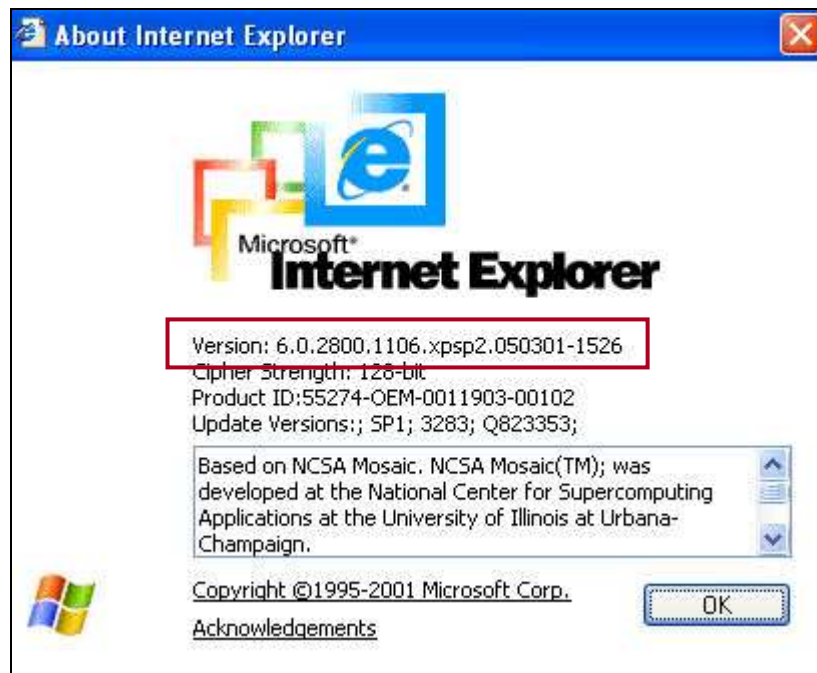 About Internet Explorer
Microsoft®
Internet Explorer
Version: 6.0.2800.1106.xpsp2.050301-1526
Cipher Strength: 128-bit
Product ID:55274-OEM-0011903-00102
Update Versions:; SP1; 3283; Q823353;
Based on NCSA Mosaic. NCSA Mosaic(TM); was
developed at the National Center for Supercomputing
Applications at the University of Illinois at Urbana-
Champaign.
Copyright ©1995-2001 Microsoft Corp.
OK
Acknowledgements